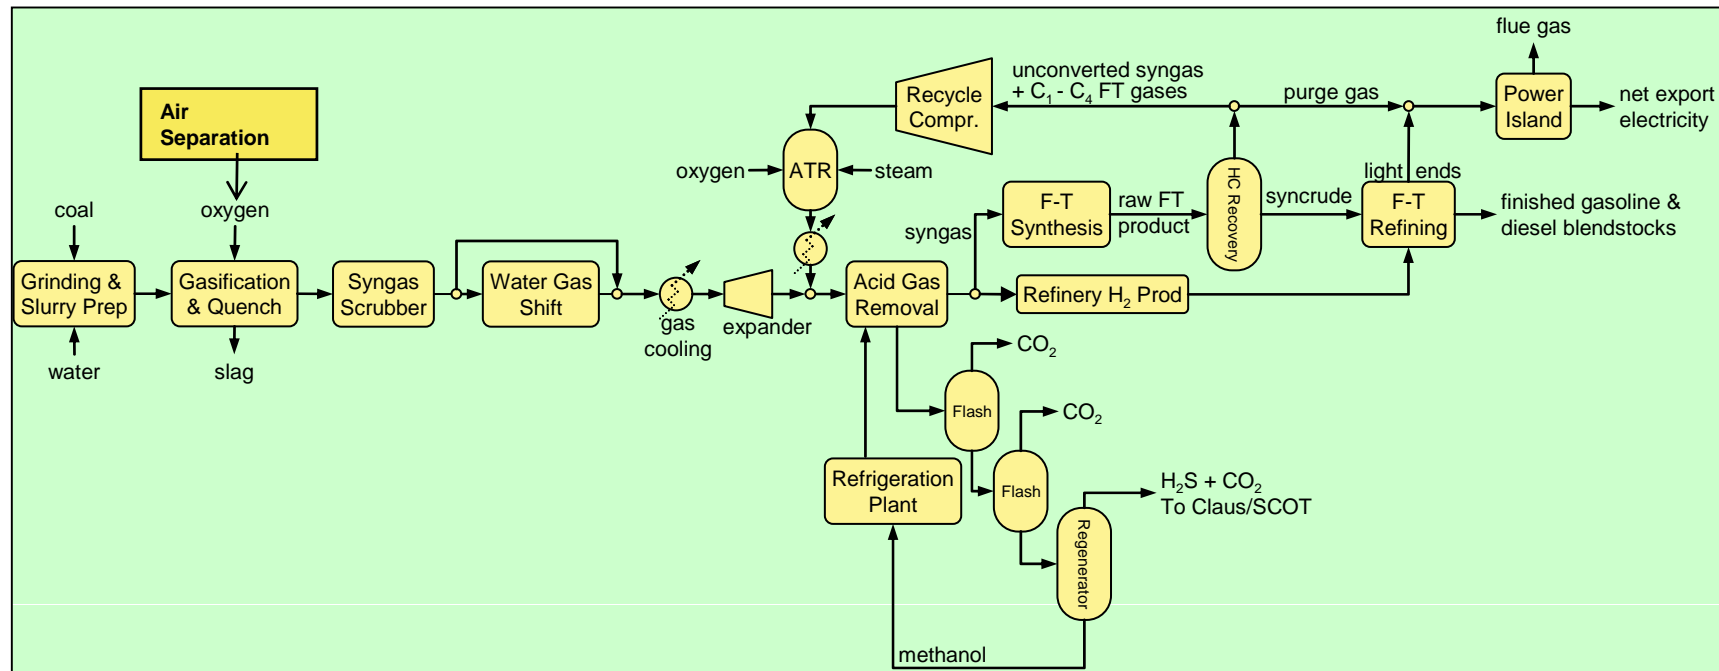 flue gas
unconverted syngas
+ C₁ - C₄ FT gases
purge gas
Recycle
Compr.
Power
Island
net export
electricity
Air
Separation
oxygen
ATR
steam
HC Recovery
light ends
coal
oxygen
F-T
Synthesis
raw FT
product
syncrude
F-T
Refining
finished gasoline &
diesel blendstocks
syngas
Grinding &
Slurry Prep
Gasification
& Quench
Syngas
Scrubber
Water Gas
Shift
gas
cooling
expander
Acid Gas
Removal
Refinery H₂ Prod
water
slag
CO₂
Flash
CO₂
Refrigeration
Plant
Flash
H₂S + CO₂
To Claus/SCOT
Regenerator
methanol